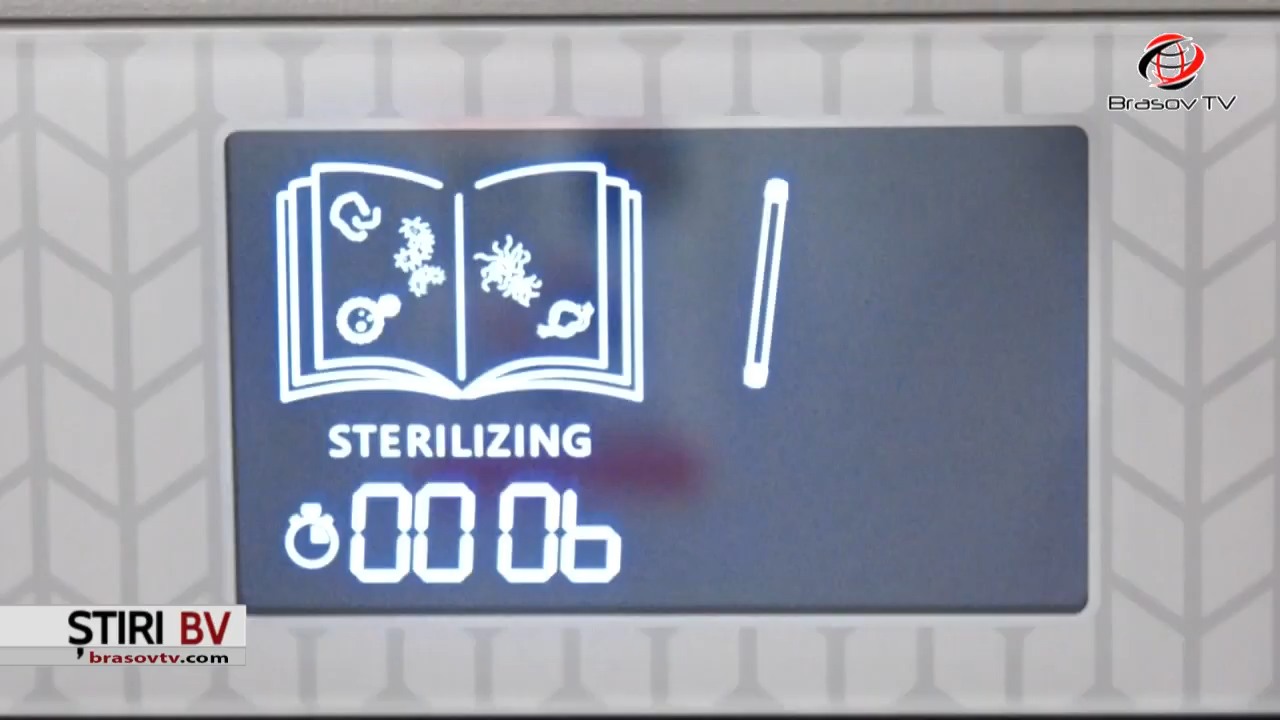 Brasov TV
STERILIZING
00 06
ȘTIRI BV
brasovtv.com